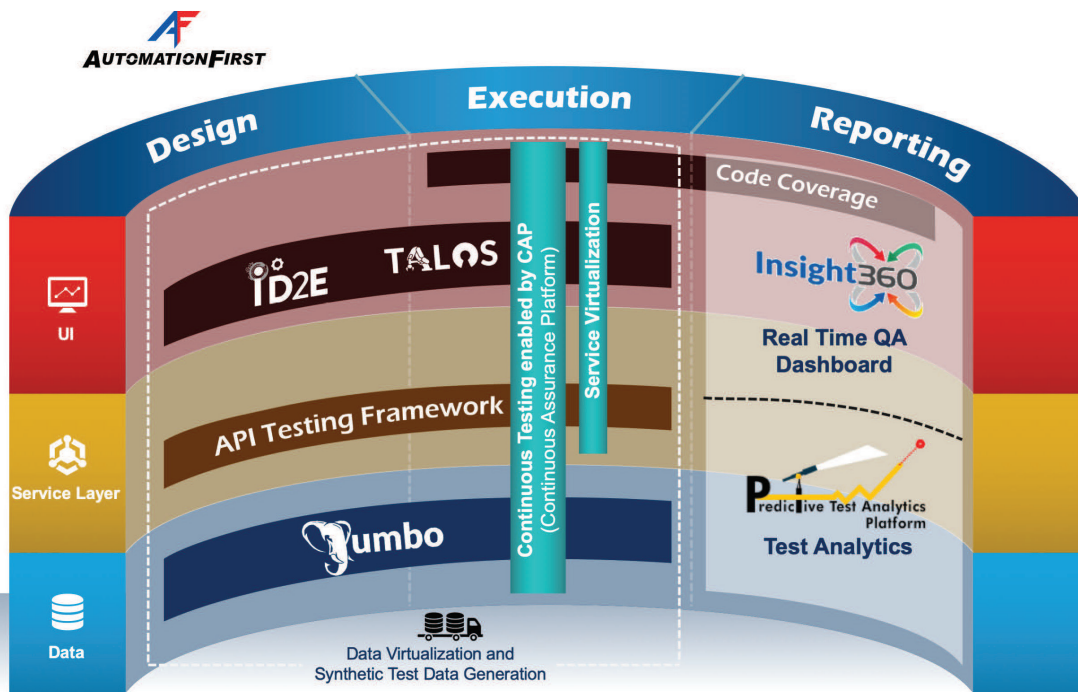 AF
AUTOMATIONFIRST
Design
Execution
Reporting
Code Coverage
UI
iD2E
TALOS
Continuous Testing enabled by CAP
(Continuous Assurance Platform)
Service Virtualization
Insight360
Real Time QA
Dashboard
Service Layer
API Testing Framework
Predictive Test Analytics
Platform
Test Analytics
Data
Jumbo
Data Virtualization and
Synthetic Test Data Generation